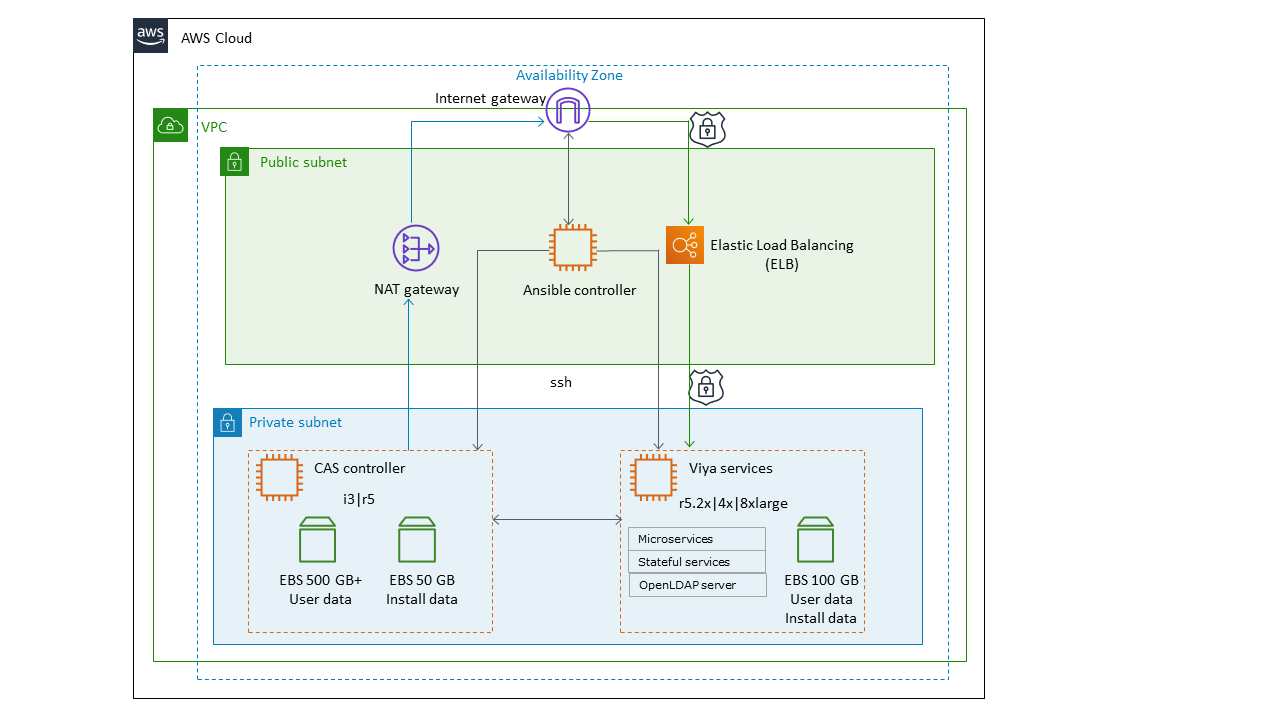 aws
AWS Cloud
Availability Zone
Internet gateway
VPC
Public subnet
Elastic Load Balancing
(ELB)
NAT gateway
Ansible controller
ssh
Private subnet
CAS controller
i3|r5
EBS 500 GB+
User data
EBS 50 GB
Install data
Viya services
r5.2x|4x|8xlarge
Microservices
Stateful services
OpenLDAP server
EBS 100 GB
User data
Install data